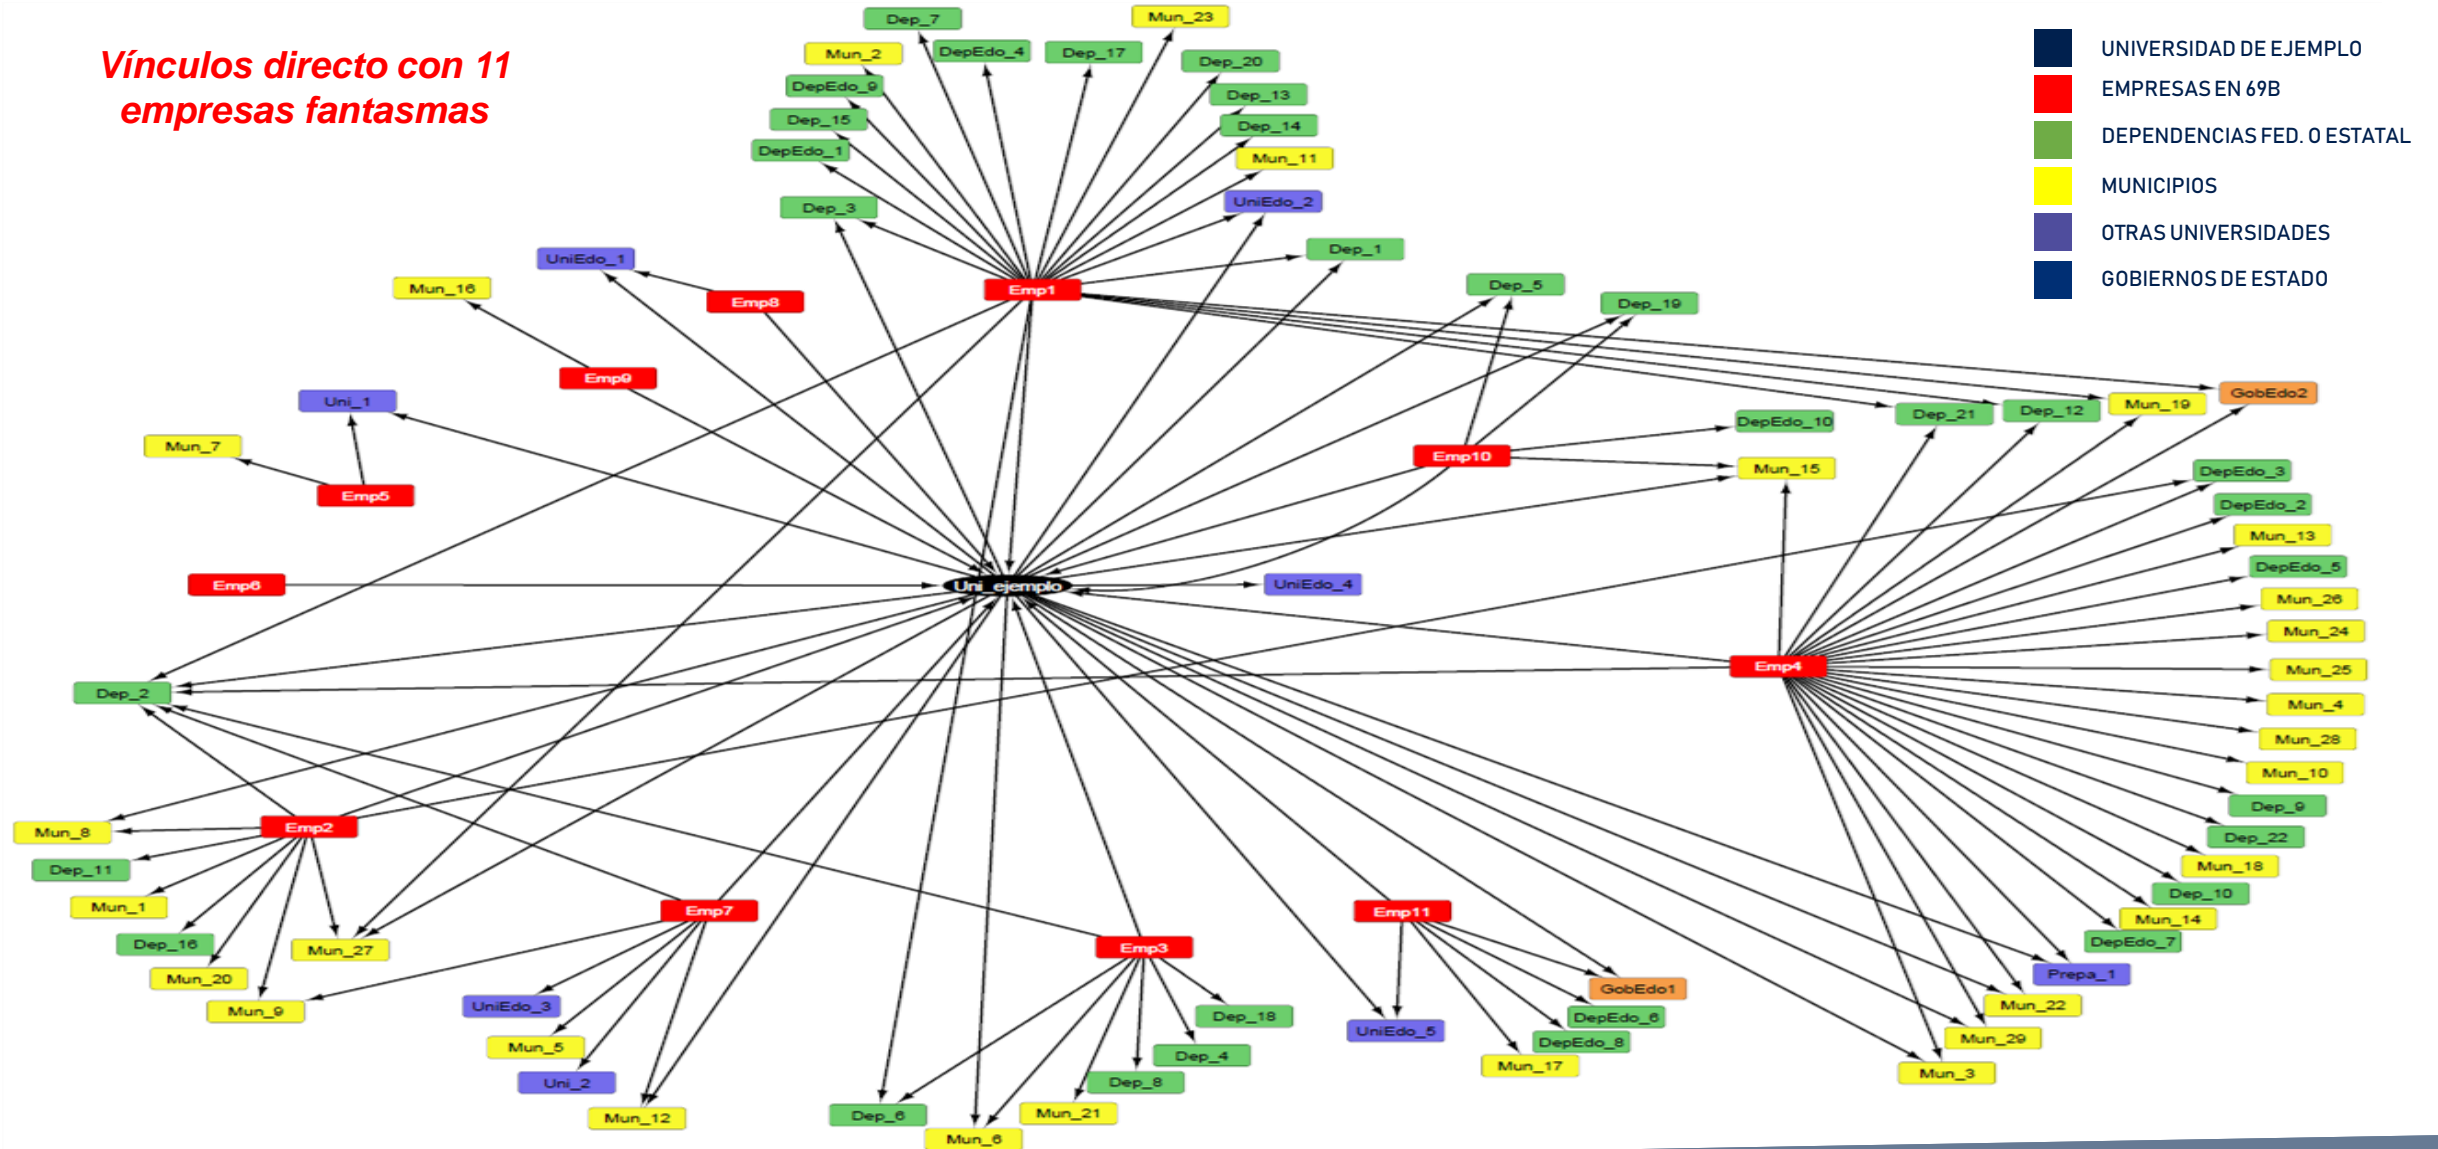 Vínculos directo con 11
empresas fantasmas
UNIVERSIDAD DE EJEMPLO
EMPRESAS EN 69B
DEPENDENCIAS FED. O ESTATAL
MUNICIPIOS
OTRAS UNIVERSIDADES
GOBIERNOS DE ESTADO
Dep_7
Mun_23
Mun_2
DepEdo_4
Dep_17
Dep_20
DepEdo_9
Dep_13
Dep_15
Dep_14
DepEdo_1
Mun_11
Dep_3
UniEdo_2
UniEdo_1
Dep_1
Mun_16
Emp8
Emp1
Dep_5
Dep_19
Emp9
Uni_1
GobEdo2
Mun_19
Dep_12
Dep_21
DepEdo_10
Mun_7
Emp10
Mun_15
DepEdo_3
Emp5
DepEdo_2
Mun_13
DepEdo_5
Emp6
Uni_ejemplo
UniEdo_4
Mun_26
Mun_24
Emp4
Mun_25
Dep_2
Mun_4
Mun_28
Mun_10
Dep_9
Mun_8
Emp2
Dep_22
Dep_11
Mun_18
Dep_10
Mun_1
Emp7
Emp11
Mun_14
Dep_16
Mun_27
Emp3
DepEdo_7
Mun_20
Prepa_1
GobEdo1
Mun_9
UniEdo_3
Mun_22
Dep_18
DepEdo_6
UniEdo_5
DepEdo_8
Mun_29
Mun_5
Dep_4
Mun_17
Mun_3
Uni_2
Dep_8
Mun_12
Dep_6
Mun_21
Mun_6